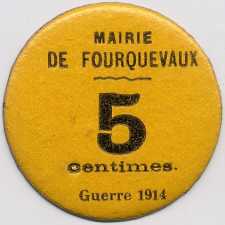 MAIRIE
DE FOURQUEVAUX
5
centimes.
Guerre 1914